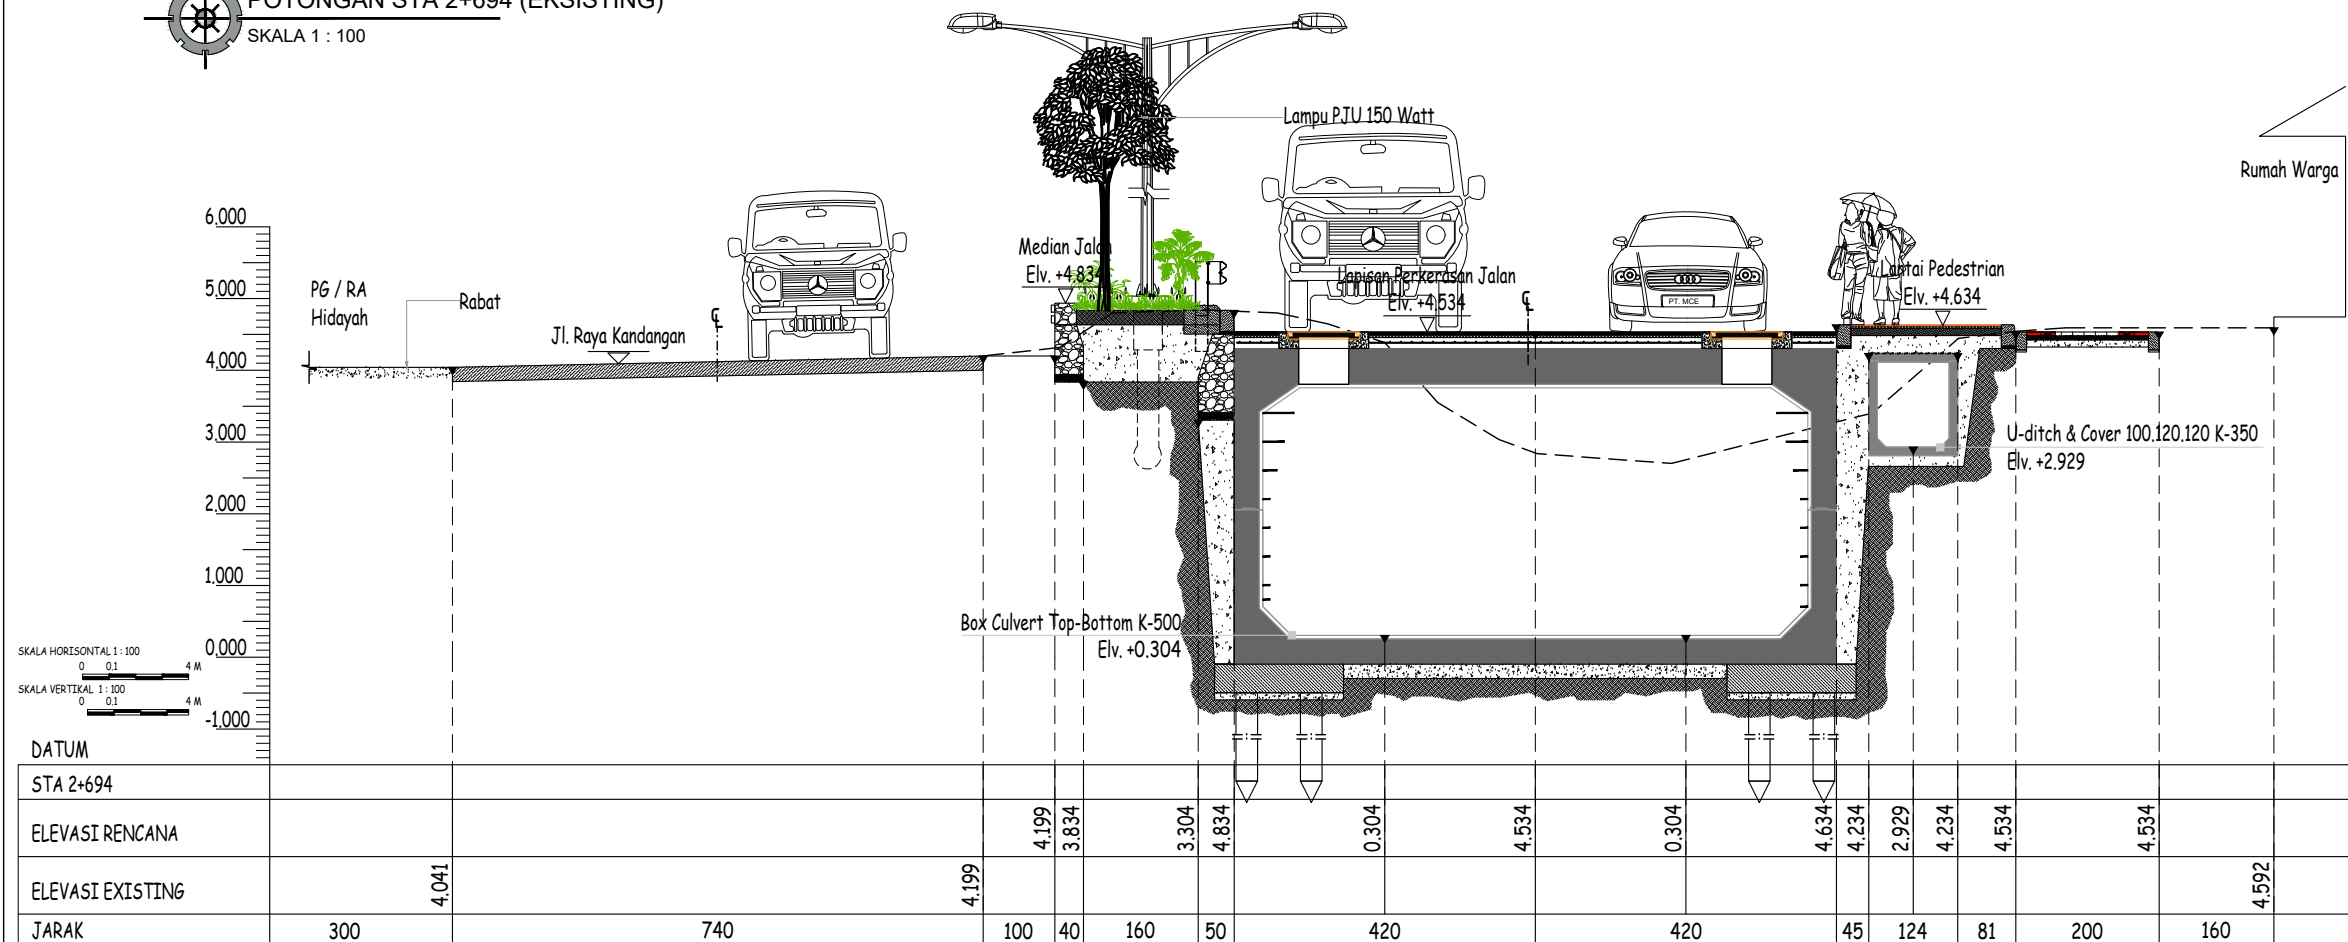 POTONGAN STA 2+694 (EKSISTING)
SKALA 1 : 100
Lampu PJU 150 Watt
Rumah Warga
6,000
5,000
4,000
3,000
2,000
1,000
0,000
-1,000
PG / RA
Hidayah
Rabat
Jl. Raya Kandangan
Median Jalan
Elv. +4.834
Lapisan Perkerasan Jalan
Elv. +4.534
PT. MCE
Lantai Pedestrian
Elv. +4.634
U-ditch & Cover 100.120.120 K-350
Elv. +2.929
Box Culvert Top-Bottom K-500
Elv. +0.304
SKALA HORISONTAL 1 : 100
0 0.1 4 M
SKALA VERTIKAL 1 : 100
0 0.1 4 M
DATUM
STA 2+694
ELEVASI RENCANA 4.199 3.834 3.304 4.834 0.304 4.534 0.304 4.634 4.234 2.929 4.234 4.534 4.534
ELEVASI EXISTING 4.041 4.199 4.592
JARAK 300 740 100 40 160 50 420 420 45 124 81 200 160